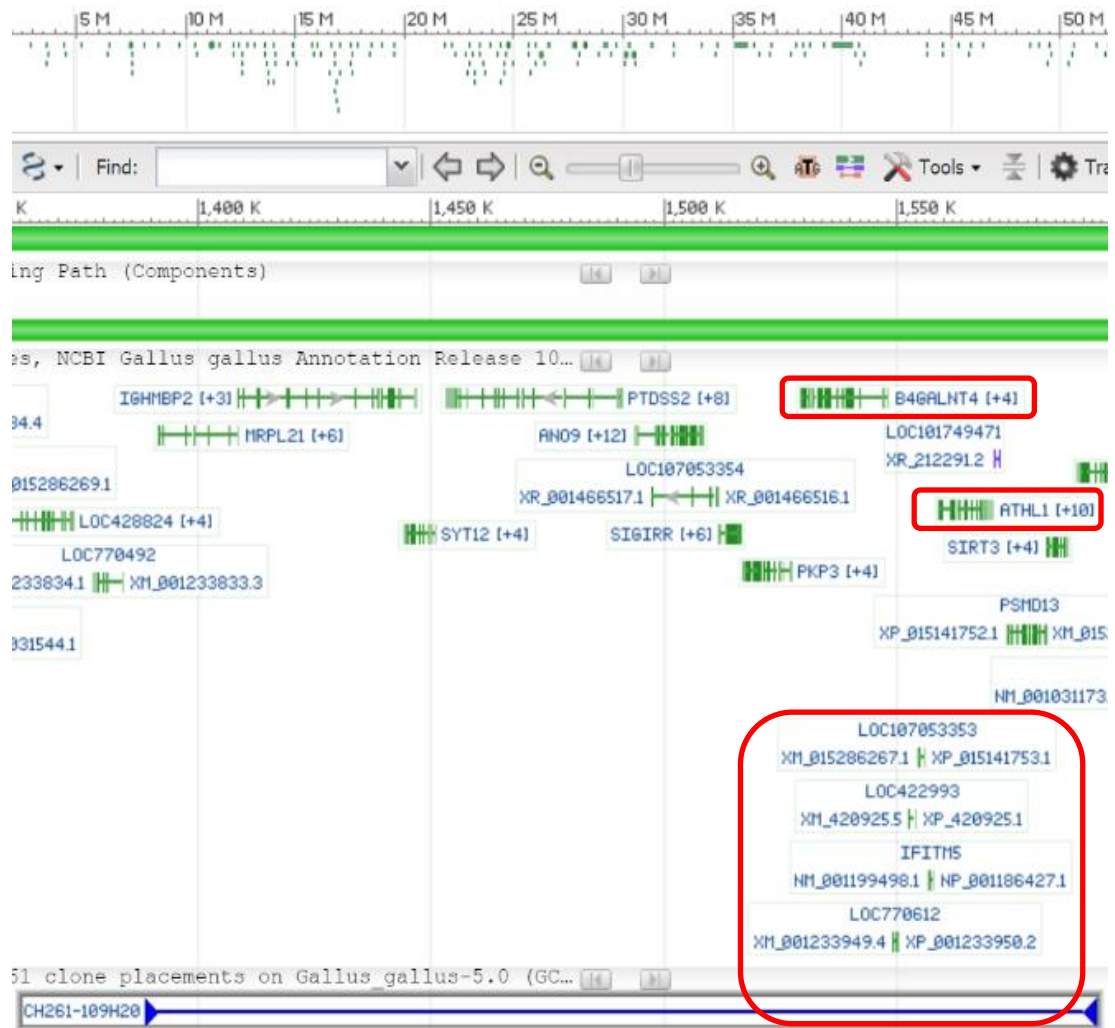 5 M 10 M 15 M 20 M 25 M 30 M 35 M 40 M 45 M 50 M
Find: ATG Tools Tra
K 1,400 K 1,450 K 1,500 K 1,550 K
ing Path (Components)
es, NCBI Gallus gallus Annotation Release 10…
IGHMBP2 [+3] PTDSS2 [+8] B4GALNT4 [+4]
34.4 MRPL21 [+6] ANO9 [+12] LOC101749471
XR_212291.2
LOC107053354
015286269.1 XR_001466517.1 XR_001466516.1
LOC428824 [+4] SYT12 [+4] SIGIRR [+6] ATHL1 [+10]
SIRT3 [+4]
LOC770492
233834.1 XM_001233833.3 PKP3 [+4]
PSMD13
031544.1 XP_015141752.1 XM_015
NM_001031173.
LOC107053353
XM_015286267.1 XP_015141753.1
LOC422993
XM_420925.5 XP_420925.1
IFITM5
NM_001199498.1 NP_001186427.1
LOC770612
XM_001233949.4 XP_001233950.2
51 clone placements on Gallus_gallus-5.0 (GC…
CH261-109H20